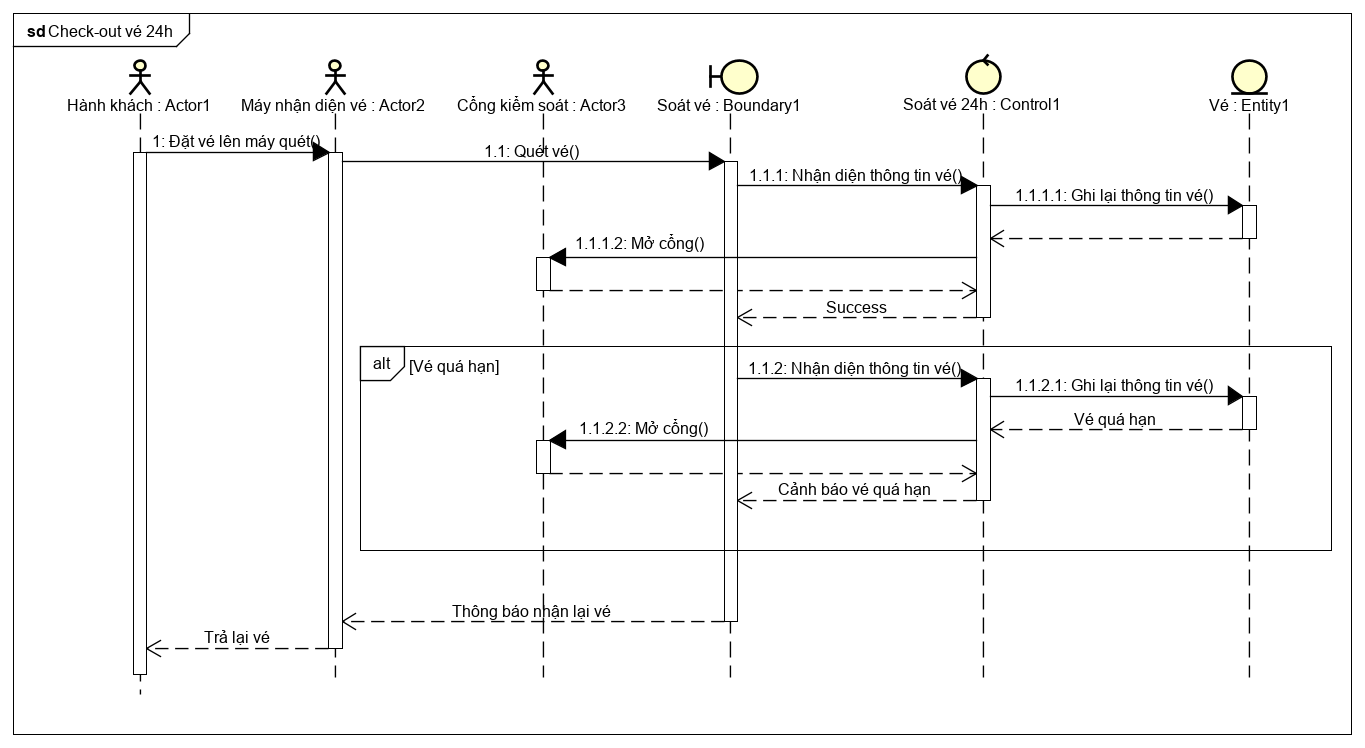 sd Check-out vé 24h
Hành khách : Actor1
Máy nhận diện vé : Actor2
Cổng kiểm soát : Actor3
Soát vé : Boundary1
Soát vé 24h : Control1
Vé : Entity1
1: Đặt vé lên máy quét()
1.1: Quét vé()
1.1.1: Nhận diện thông tin vé()
1.1.1.1: Ghi lại thông tin vé()
1.1.1.2: Mở cổng()
Success
alt
[Vé quá hạn]
1.1.2: Nhận diện thông tin vé()
1.1.2.1: Ghi lại thông tin vé()
Vé quá hạn
1.1.2.2: Mở cổng()
Cảnh báo vé quá hạn
Thông báo nhận lại vé
Trả lại vé